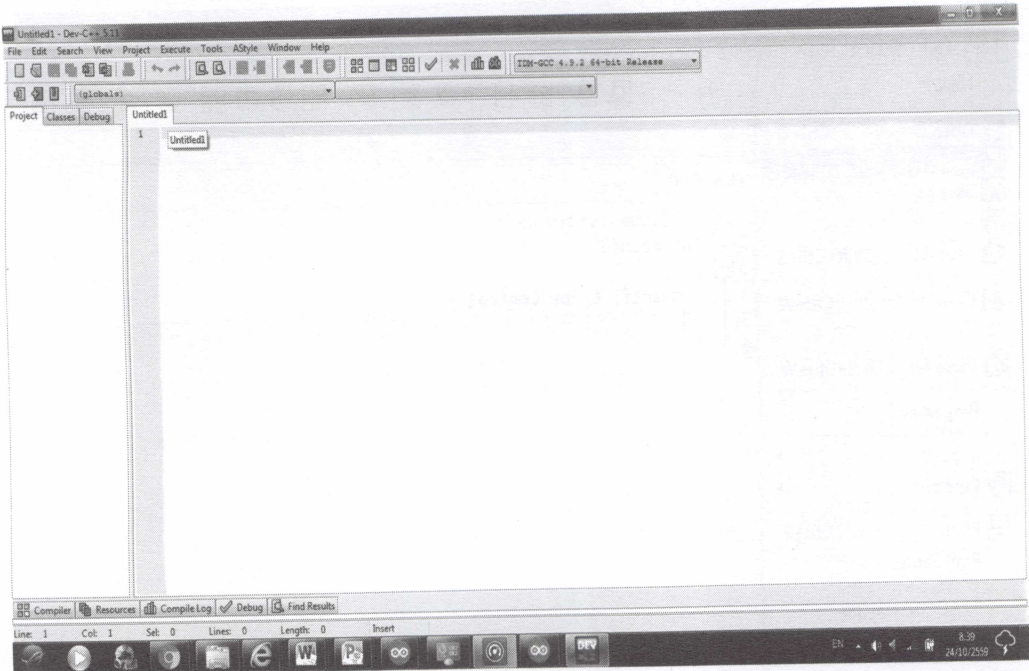 Untitled1 - Dev-C++ 5.11
File Edit Search View Project Execute Tools AStyle Window Help
TDM-GCC 4.9.2 64-bit Release
(globals)
Project Classes Debug Untitled1
1
Untitled1
Compiler Resources Compile Log Debug Find Results
Line: 1 Col: 1 Sel: 0 Lines: 0 Length: 0 Insert
DEV
EN 8:39
24/10/2559